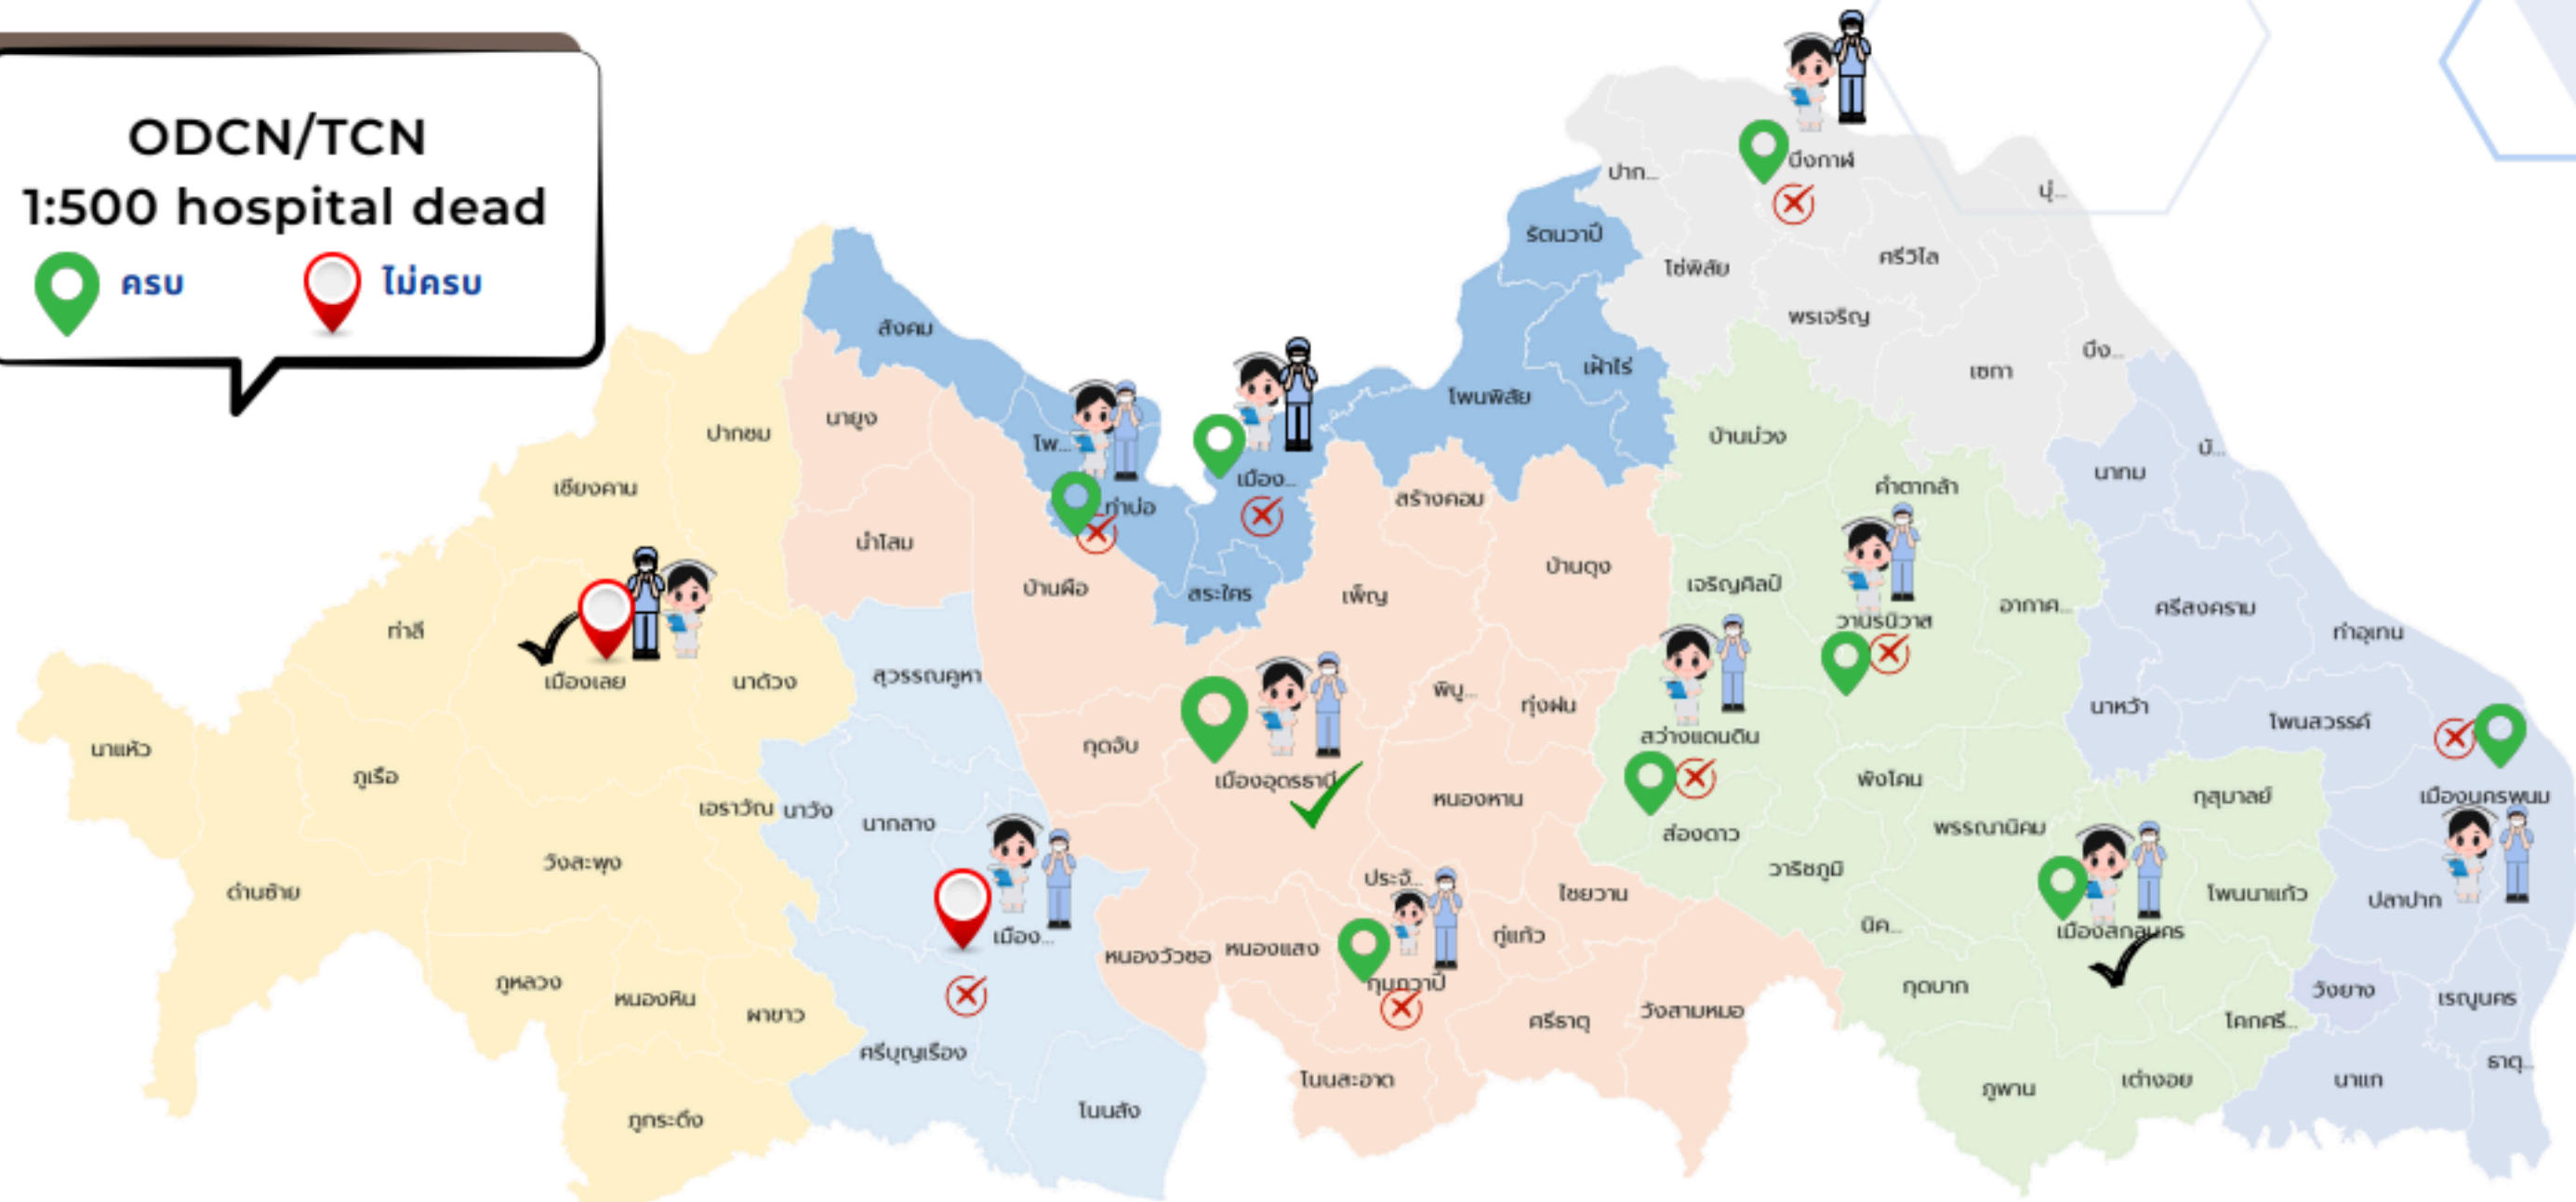 ODCN/TCN
1:500 hospital dead
ครบ
ไม่ครบ
บึงกาฬ
ปาก...
บุ่...
รัตนวาปี
ศรีวิไล
โซ่พิสัย
พรเจริญ
สังคม
บึง...
เฝ้าไร่
เซกา
โพนพิสัย
นายูง
ปากชม
บ้านม่วง
โพ...
บ้...
นาทม
เมือง...
เชียงคาน
คำตากล้า
สร้างคอม
ท่าบ่อ
น้ำโสม
บ้านดุง
เจริญศิลป์
บ้านผือ
สระใคร
เพ็ญ
อากาศ...
ศรีสงคราม
วานรนิวาส
ท่าลี่
ท่าอุเทน
เมืองเลย
นาด้วง
สุวรรณคูหา
พิบู...
ทุ่งฝน
นาหว้า
โพนสวรรค์
นาแห้ว
กุดจับ
สว่างแดนดิน
ภูเรือ
เมืองอุดรธานี
พังโคน
หนองหาน
กุสุมาลย์
เมืองนครพนม
เอราวัณ
นาวัง
นากลาง
ส่องดาว
พรรณานิคม
วังสะพุง
วาริชภูมิ
ประจั...
ด่านซ้าย
ไชยวาน
โพนนาแก้ว
ปลาปาก
นิค...
เมืองสกลนคร
เมือง...
หนองวัวซอ
หนองแสง
กู่แก้ว
ภูหลวง
กุมภวาปี
กุดบาก
วังยาง
เรณูนคร
หนองหิน
ผาขาว
วังสามหมอ
ศรีธาตุ
โคกศรี...
ศรีบุญเรือง
ธาตุ...
โนนสะอาด
เต่างอย
นาแก
ภูพาน
โนนสัง
ภูกระดึง